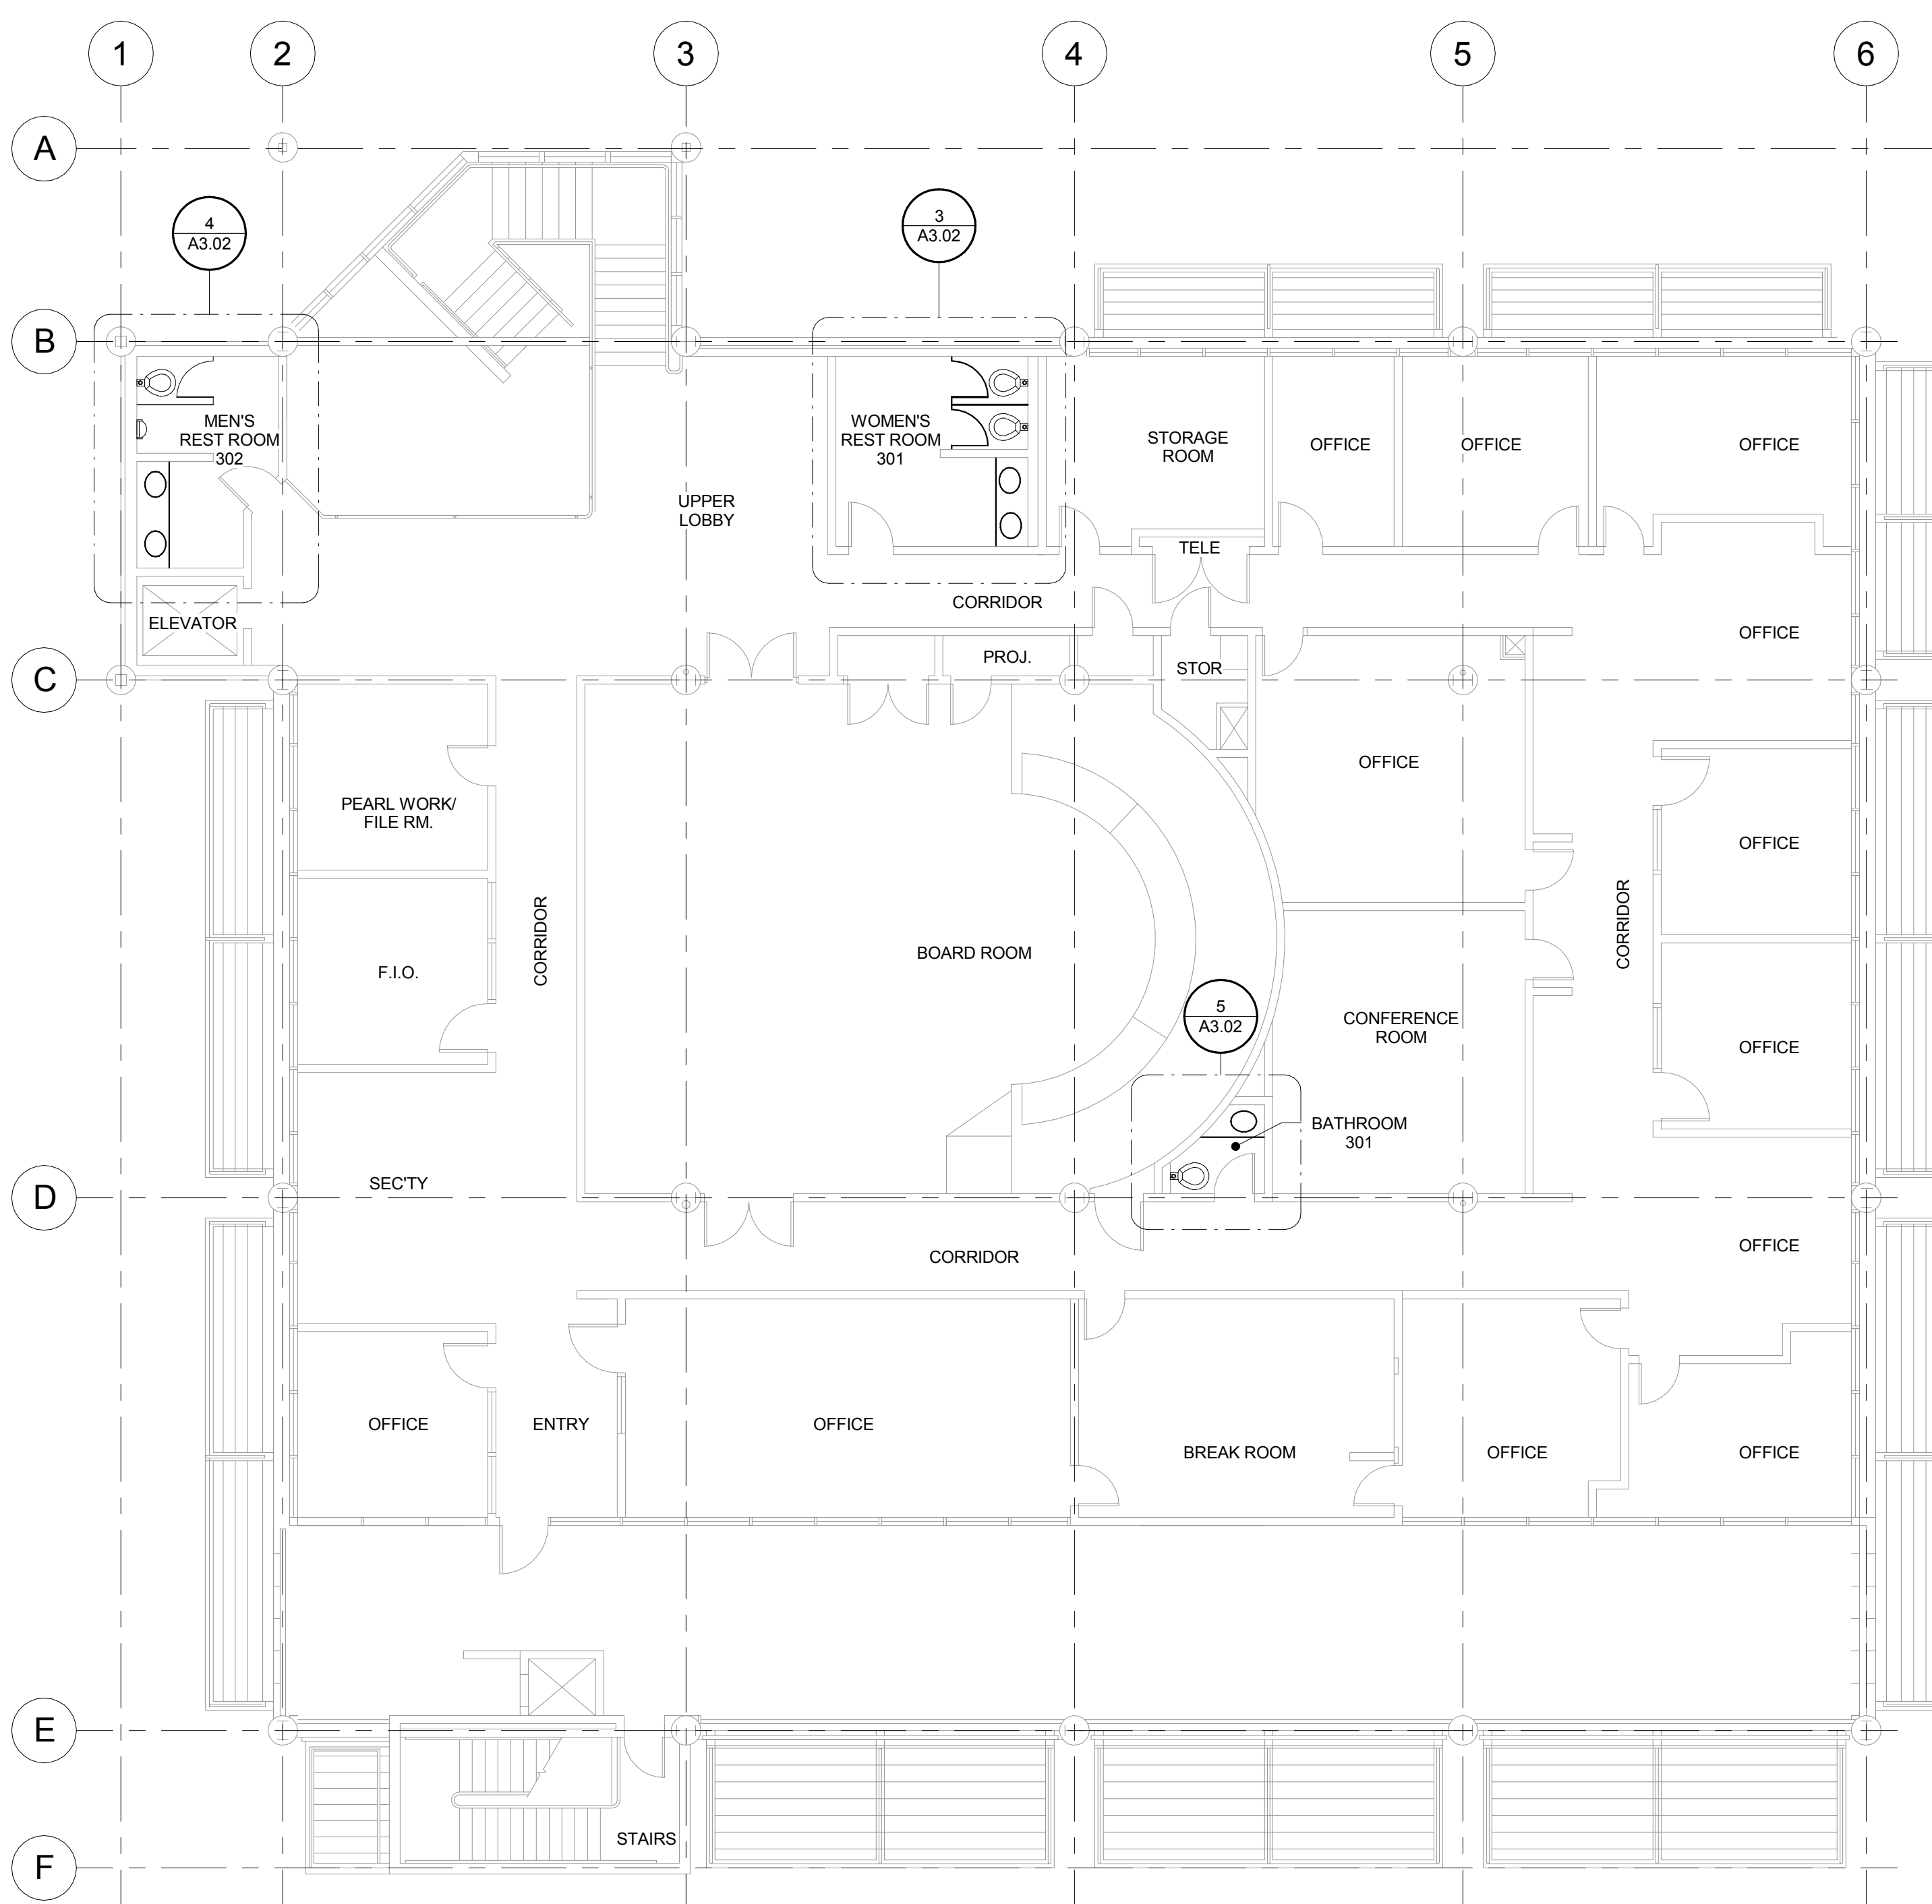 1
2
3
4
5
6
A
4
A3.02
3
A3.02
B
MEN'S
REST ROOM
302
WOMEN'S
REST ROOM
301
STORAGE
ROOM
OFFICE
OFFICE
OFFICE
UPPER
LOBBY
TELE
CORRIDOR
ELEVATOR
OFFICE
PROJ.
STOR
C
OFFICE
PEARL WORK/
FILE RM.
OFFICE
CORRIDOR
CORRIDOR
BOARD ROOM
F.I.O.
5
A3.02
CONFERENCE
ROOM
OFFICE
BATHROOM
301
SEC'TY
D
OFFICE
CORRIDOR
OFFICE
ENTRY
OFFICE
BREAK ROOM
OFFICE
OFFICE
E
STAIRS
F